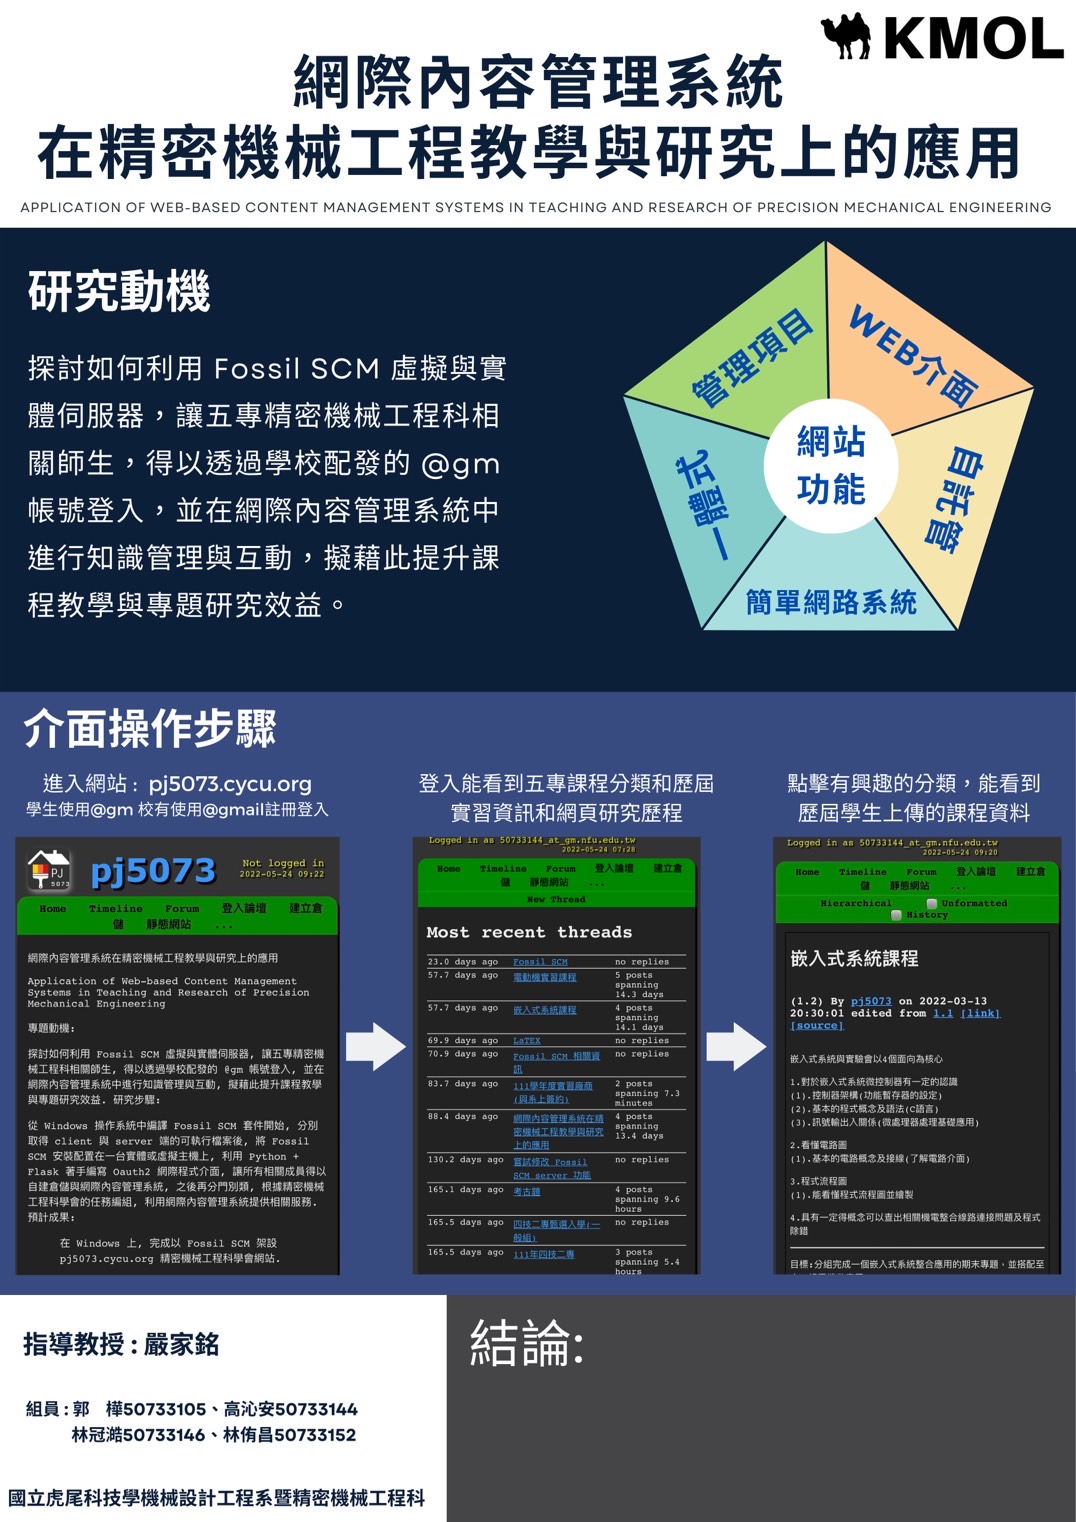 KMOL
網際內容管理系統
在精密機械工程教學與研究上的應用
APPLICATION OF WEB-BASED CONTENT MANAGEMENT SYSTEMS IN TEACHING AND RESEARCH OF PRECISION MECHANICAL ENGINEERING
研究動機
探討如何利用 Fossil SCM 虛擬與實
體伺服器，讓五專精密機械工程科相
關師生，得以透過學校配發的 @gm
帳號登入，並在網際內容管理系統中
進行知識管理與互動，擬藉此提升課
程教學與專題研究效益。
管理項目
WEB介面
自託管
簡單網路系統
一體式
網站
功能
介面操作步驟
進入網站 : pj5073.cycu.org
學生使用@gm 校有使用@gmail註冊登入
PJ
5073
pj5073
Not logged in
2022-05-24 09:22
Home Timeline Forum 登入論壇 建立倉
儲 靜態網站 ...
網際內容管理系統在精密機械工程教學與研究上的應用
Application of Web-based Content Management
Systems in Teaching and Research of Precision
Mechanical Engineering
專題動機:
探討如何利用 Fossil SCM 虛擬與實體伺服器, 讓五專精密機
械工程科相關師生, 得以透過學校配發的 @gm 帳號登入, 並在
網際內容管理系統中進行知識管理與互動, 擬藉此提升課程教學
與專題研究效益. 研究步驟:
從 Windows 操作系統中編譯 Fossil SCM 套件開始, 分別
取得 client 與 server 端的可執行檔案後, 將 Fossil
SCM 安裝配置在一台實體或虛擬主機上, 利用 Python +
Flask 著手編寫 Oauth2 網際程式介面, 讓所有相關成員得以
自建倉儲與網際內容管理系統, 之後再分門別類, 根據精密機械
工程科學會的任務編組, 利用網際內容管理系統提供相關服務.
預計成果:
在 Windows 上, 完成以 Fossil SCM 架設
pj5073.cycu.org 精密機械工程科學會網站.
登入能看到五專課程分類和歷屆
實習資訊和網頁研究歷程
Logged in as 50733144_at_gm.nfu.edu.tw
2022-05-24 07:28
Home Timeline Forum 登入論壇 建立倉
儲 靜態網站 ...
New Thread
Most recent threads
23.0 days ago Fossil SCM no replies
57.7 days ago 電動機實習課程 5 posts
spanning
14.3 days
57.7 days ago 嵌入式系統課程 4 posts
spanning
14.1 days
69.9 days ago LaTEX no replies
70.9 days ago Fossil SCM 相關資 no replies
訊
83.7 days ago 111學年度實習廠商 2 posts
(與系上簽約) spanning 7.3
minutes
88.4 days ago 網際內容管理系統在精 4 posts
密機械工程教學與研究 spanning
上的應用 13.4 days
130.2 days ago 嘗試修改 Fossil no replies
SCM server 功能
165.1 days ago 考古題 4 posts
spanning 9.6
hours
165.5 days ago 四技二專甄選入學(一 no replies
般組)
165.5 days ago 111年四技二專 3 posts
spanning 5.4
hours
點擊有興趣的分類，能看到
歷屆學生上傳的課程資料
Logged in as 50733144_at_gm.nfu.edu.tw
2022-05-24 09:20
Home Timeline Forum 登入論壇 建立倉
儲 靜態網站 ...
Hierarchical Unformatted
History
嵌入式系統課程
(1.2) By pj5073 on 2022-03-13
20:30:01 edited from 1.1 [link]
[source]
嵌入式系統與實驗會以4個面向為核心
1.對於嵌入式系統微控制器有一定的認識
(1).控制器架構(功能暫存器的設定)
(2).基本的程式概念及語法(C語言)
(3).訊號輸出入關係(微處理器處理基礎應用)
2.看懂電路圖
(1).基本的電路概念及接線(了解電路介面)
3.程式流程圖
(1).能看懂程式流程圖並繪製
4.具有一定得概念可以查出相關機電整合線路連接問題及程式
除錯
目標:分組完成一個嵌入式系統整合應用的期末專題，並搭配至
指導教授 : 嚴家銘
組員 : 郭 樺50733105、高沁安50733144
林冠澔50733146、林侑昌50733152
國立虎尾科技學機械設計工程系暨精密機械工程科
結論: